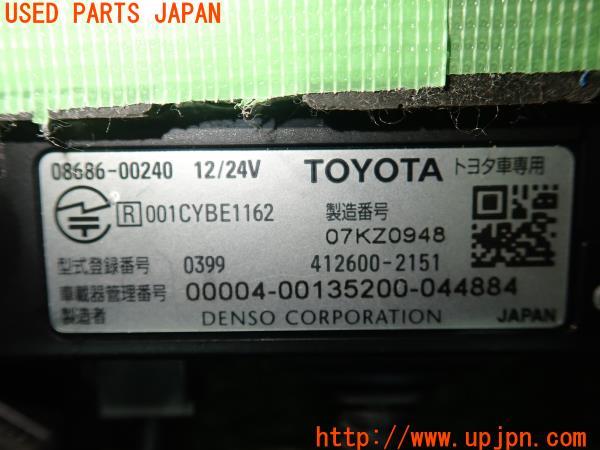 USED PARTS JAPAN
08686-00240 12/24V TOYOTA トヨタ車専用
R 001CYBE1162 製造番号
07KZ0948
型式登録番号 0399 412600-2151
車載器管理番号 00004-00135200-044884
製造者 DENSO CORPORATION JAPAN
UPJ http://www.upjpn.com